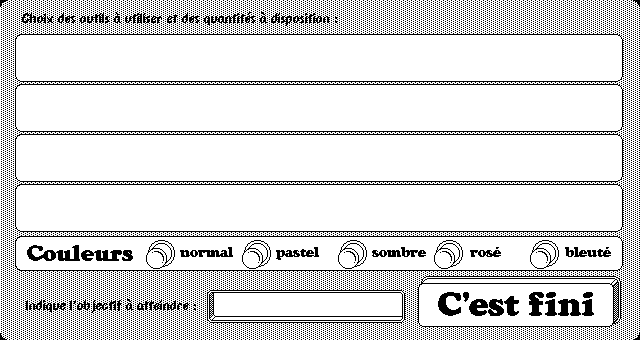 Choix des outils à utiliser et des quantités à disposition :
Couleurs normal pastel sombre rosé bleuté
Indique l'objectif à atteindre :
C'est fini